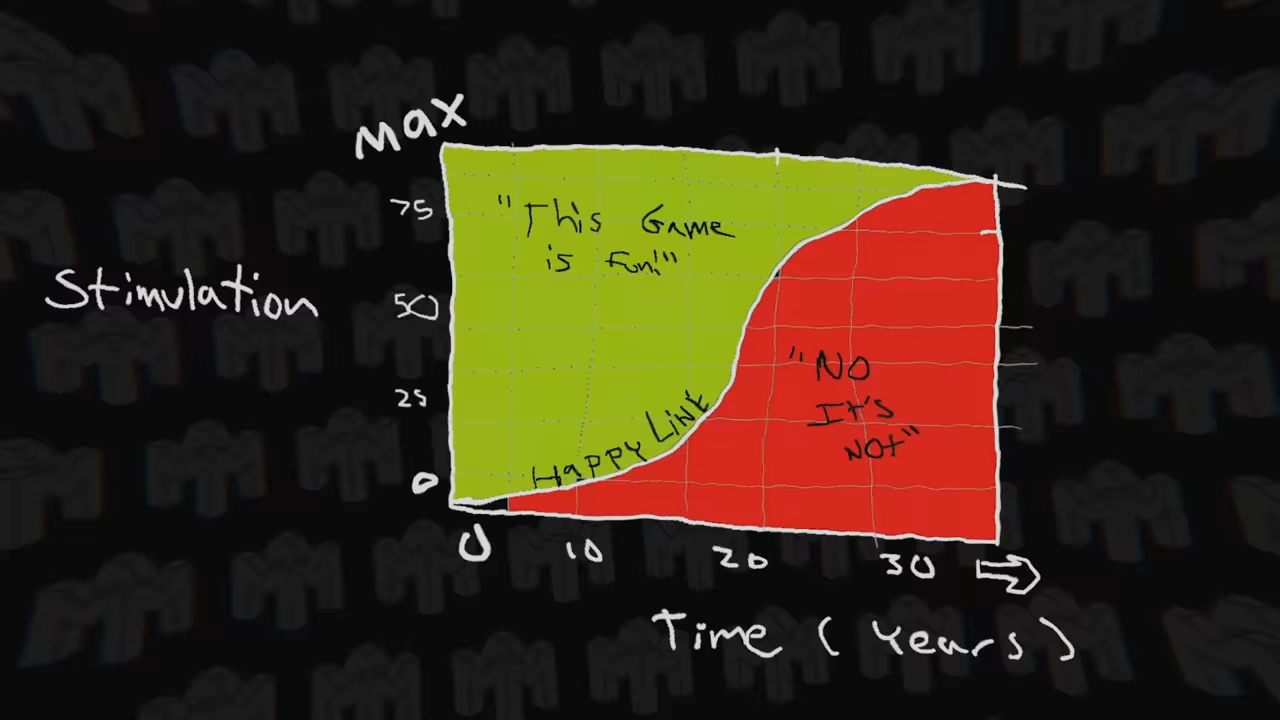 Max
75
"This Game
is Fun!"
Stimulation
50
25
Happy Line
"No
It's
Not"
0
0 10 20 30
Time (Years)